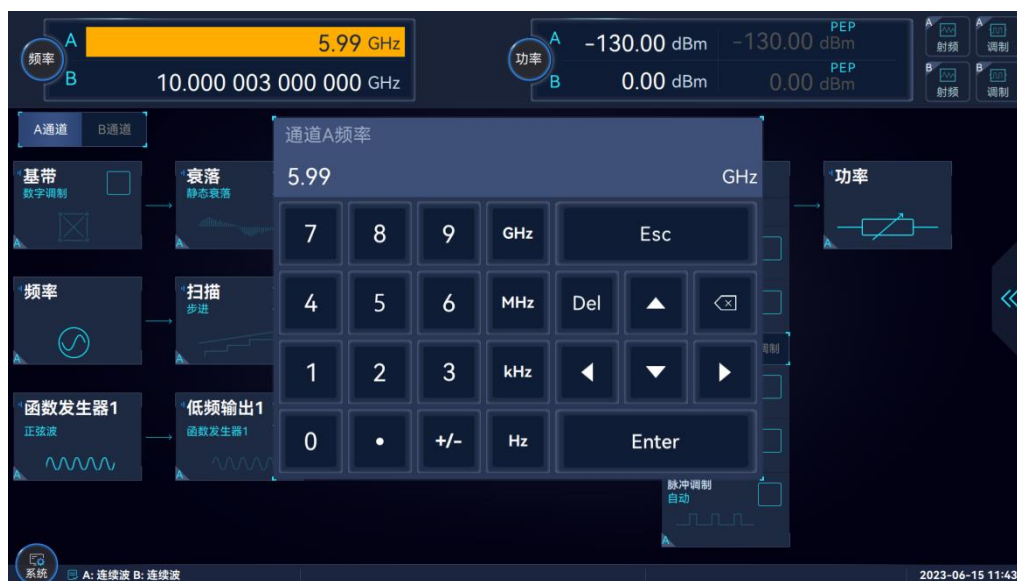 频率
A
5.99 GHz
B
10.000 003 000 000 GHz
功率
A
-130.00 dBm
PEP
-130.00 dBm
B
0.00 dBm
PEP
0.00 dBm
A
射频
A
调制
B
射频
B
调制
A通道
B通道
通道A频率
5.99
GHz
7
8
9
GHz
Esc
4
5
6
MHz
Del
1
2
3
kHz
0
•
+/-
Hz
Enter
基带
数字调制
A
衰落
静态衰落
A
功率
A
频率
A
扫描
步进
A
调制
函数发生器1
正弦波
A
低频输出1
函数发生器1
A
脉冲调制
自动
A
系统
A: 连续波 B: 连续波
2023-06-15 11:43